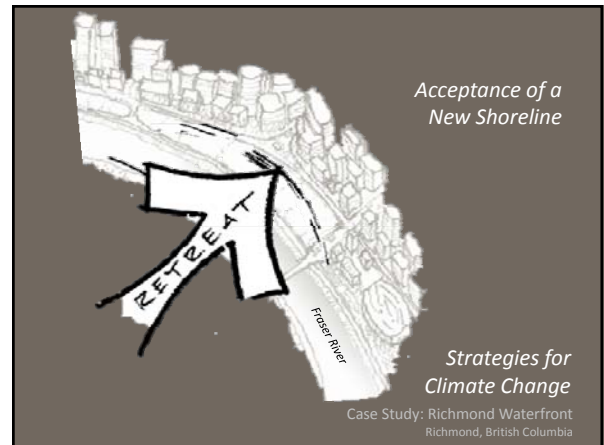 Acceptance of a
New Shoreline
RETREAT
Fraser River
Strategies for
Climate Change
Case Study: Richmond Waterfront
Richmond, British Columbia